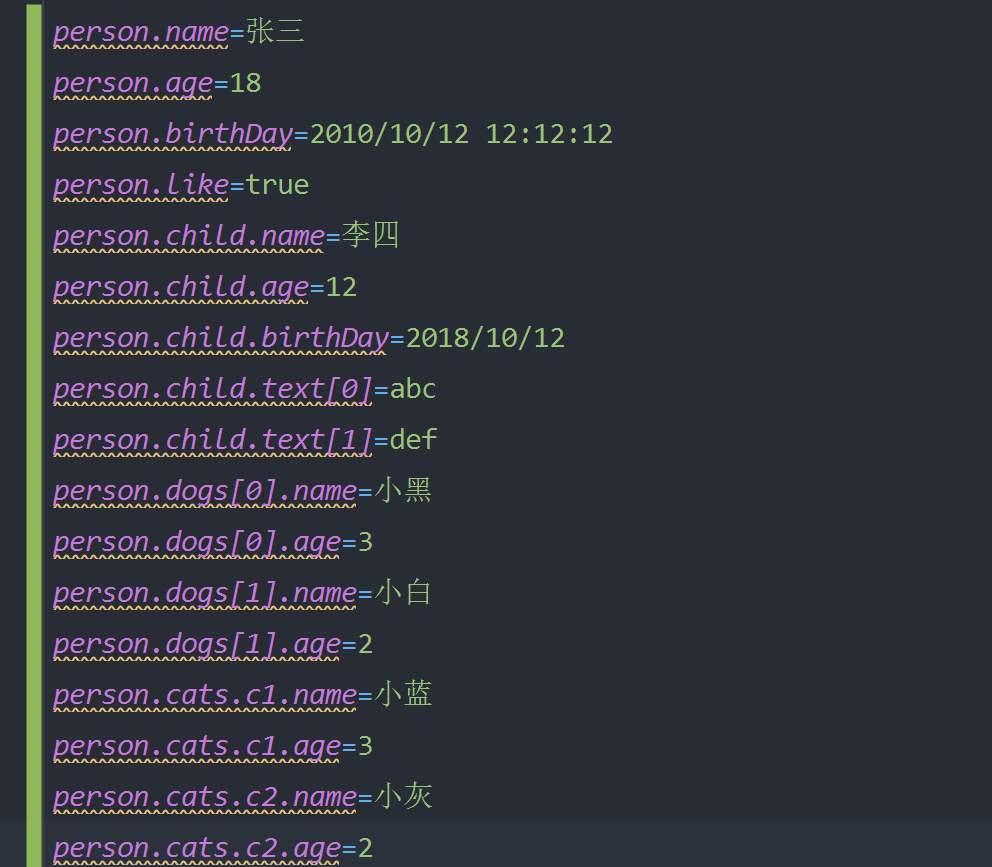 person.name=张三
person.age=18
person.birthDay=2010/10/12 12:12:12
person.like=true
person.child.name=李四
person.child.age=12
person.child.birthDay=2018/10/12
person.child.text[0]=abc
person.child.text[1]=def
person.dogs[0].name=小黑
person.dogs[0].age=3
person.dogs[1].name=小白
person.dogs[1].age=2
person.cats.c1.name=小蓝
person.cats.c1.age=3
person.cats.c2.name=小灰
person.cats.c2.age=2